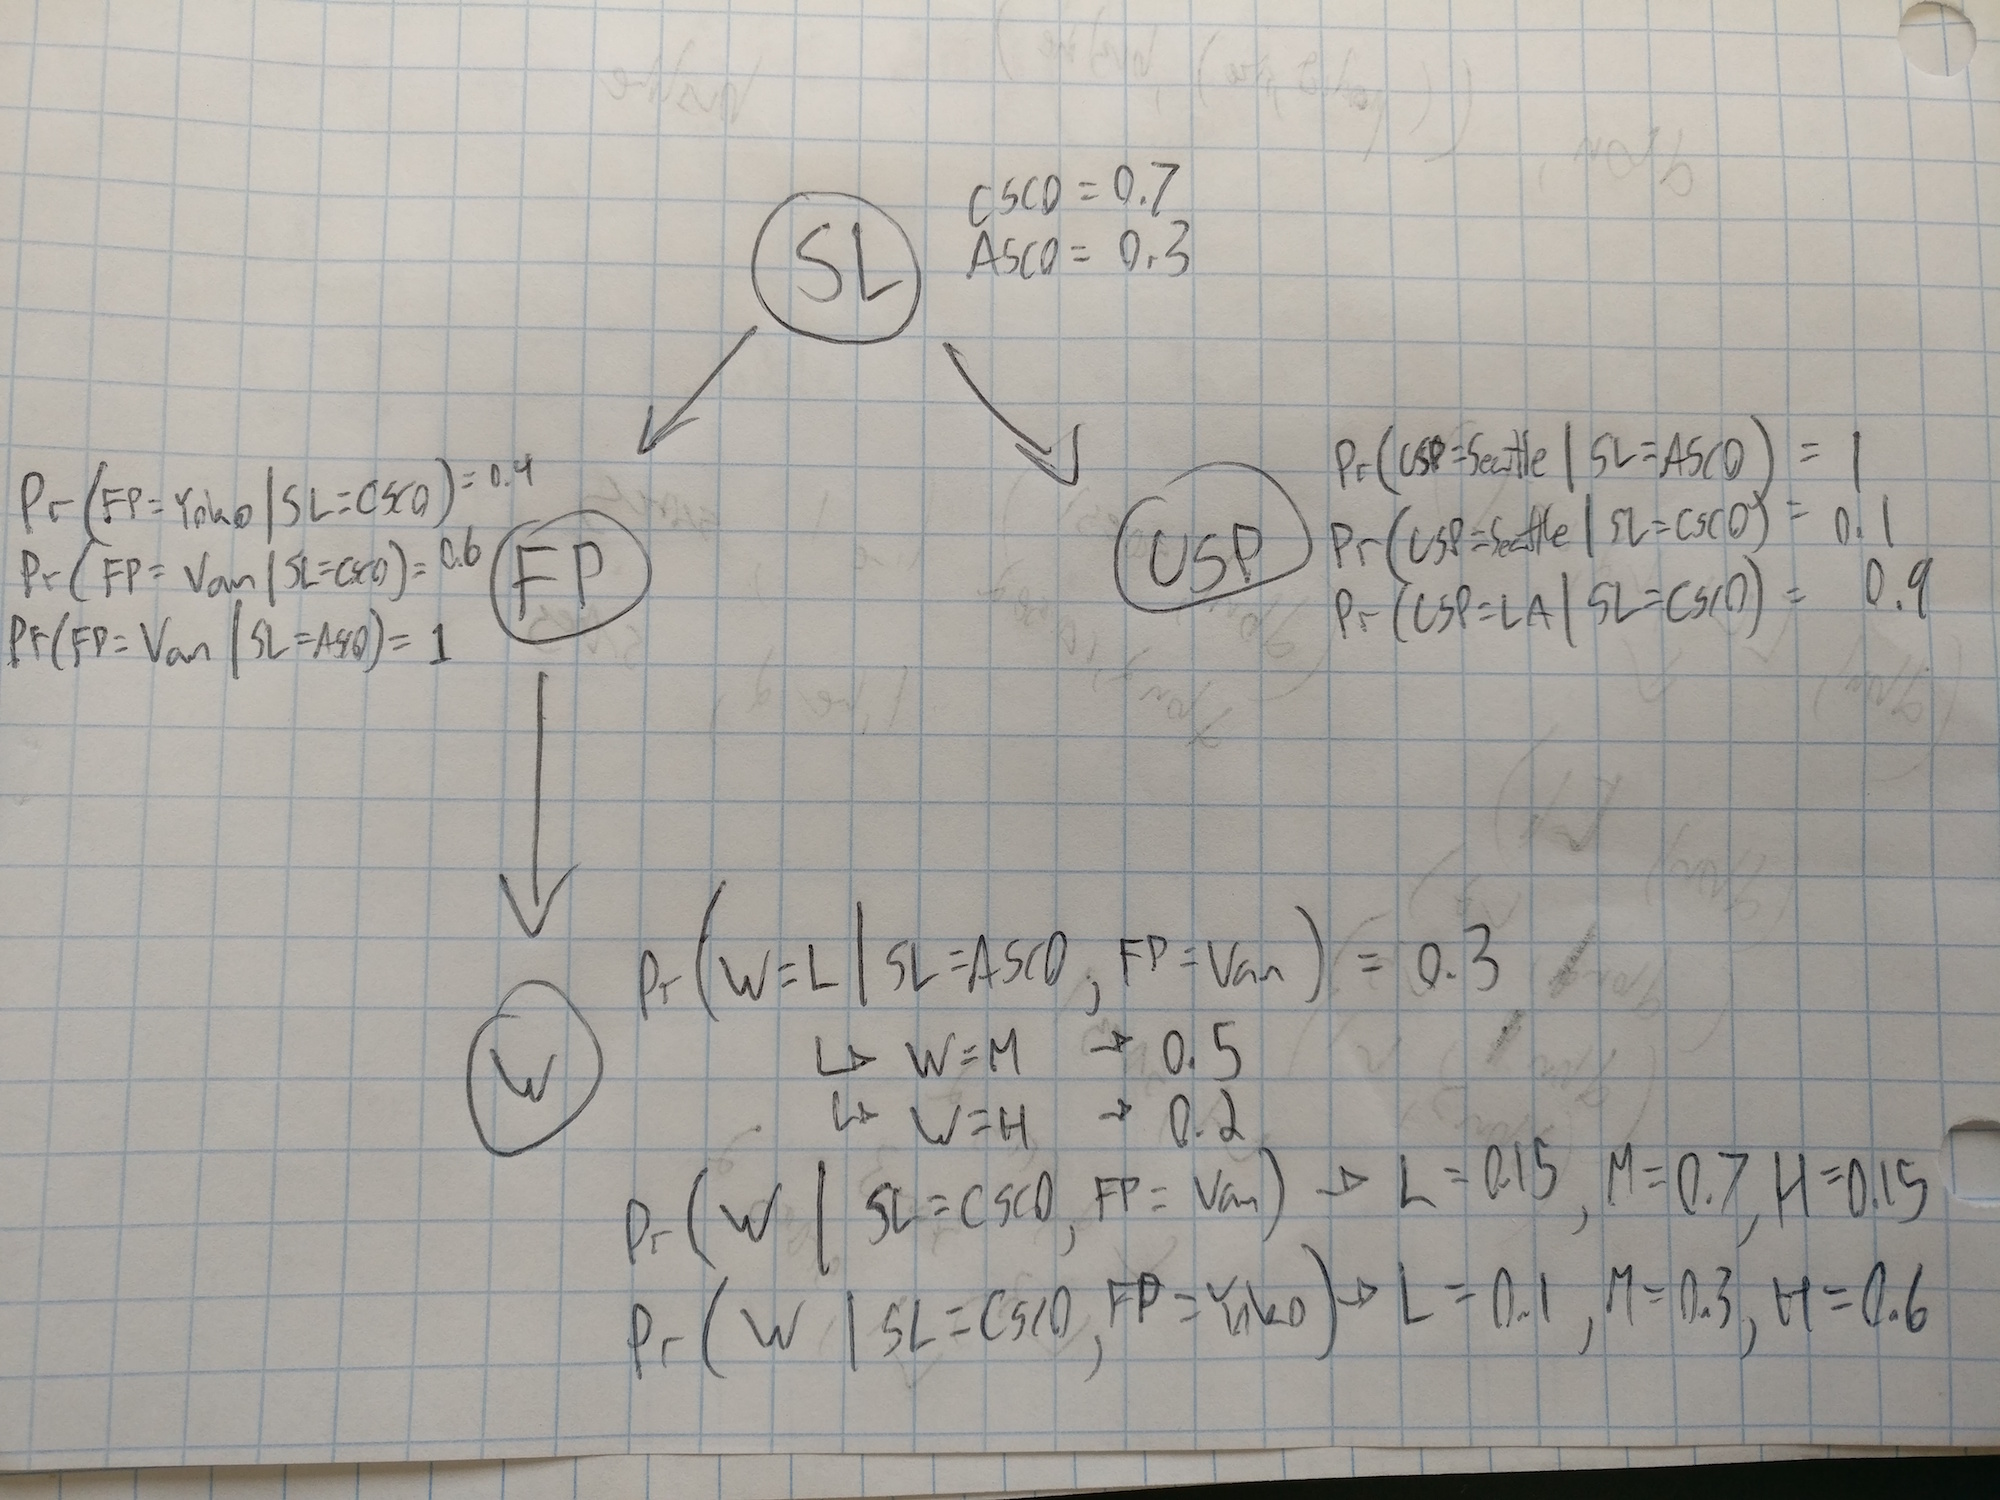 CSCO = 0.7
SL
ASCO = 0.3
Pr(USP=Seattle | SL=ASCO) = 1
Pr(FP=Yoko | SL=CSCO) = 0.4
Pr(USP=Seattle | SL=CSCO) = 0.1
USP
Pr(FP= Van | SL=CSCO) = 0.6
FP
Pr(USP=LA | SL=CSCO) = 0.9
Pr(FP= Van | SL=ASCO) = 1
Pr(W=L | SL=ASCO, FP=Van) = 0.3
↳ W=M → 0.5
W
↳ W=H → 0.2
Pr(W | SL=CSCO, FP= Van) → L=0.15, M=0.7, H=0.15
Pr(W | SL=CSCO, FP=Yoko) → L=0.1, M=0.3, H=0.6